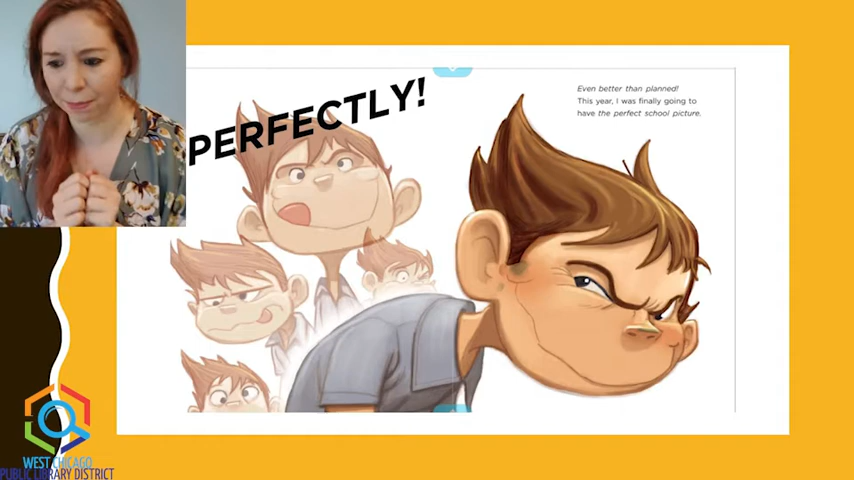 PERFECTLY!
Even better than planned!
This year, I was finally going to
have the perfect school picture.
WEST CHICAGO
PUBLIC LIBRARY DISTRICT